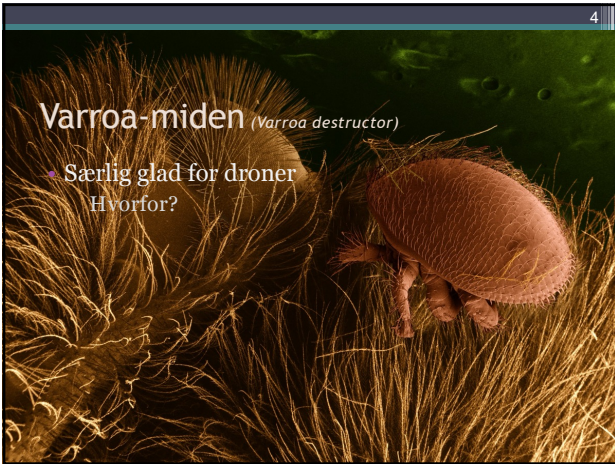 4
Varroa-miden (Varroa destructor)
• Særlig glad for droner
Hvorfor?